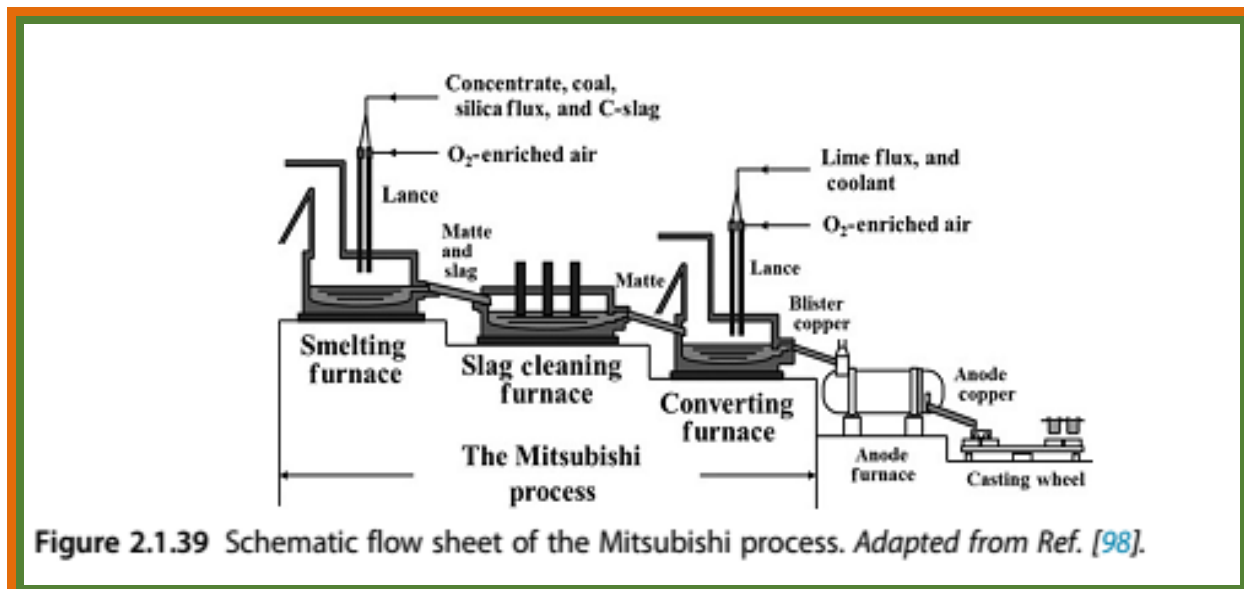 Concentrate, coal,
silica flux, and C-slag
O₂-enriched air
Lance
Matte
and
slag
Smelting
furnace
Matte
Slag cleaning
furnace
Lime flux, and
coolant
O₂-enriched air
Lance
Converting
furnace
Blister
copper
Anode
copper
Anode
furnace
Casting wheel
The Mitsubishi
process
Figure 2.1.39 Schematic flow sheet of the Mitsubishi process. Adapted from Ref. [98].